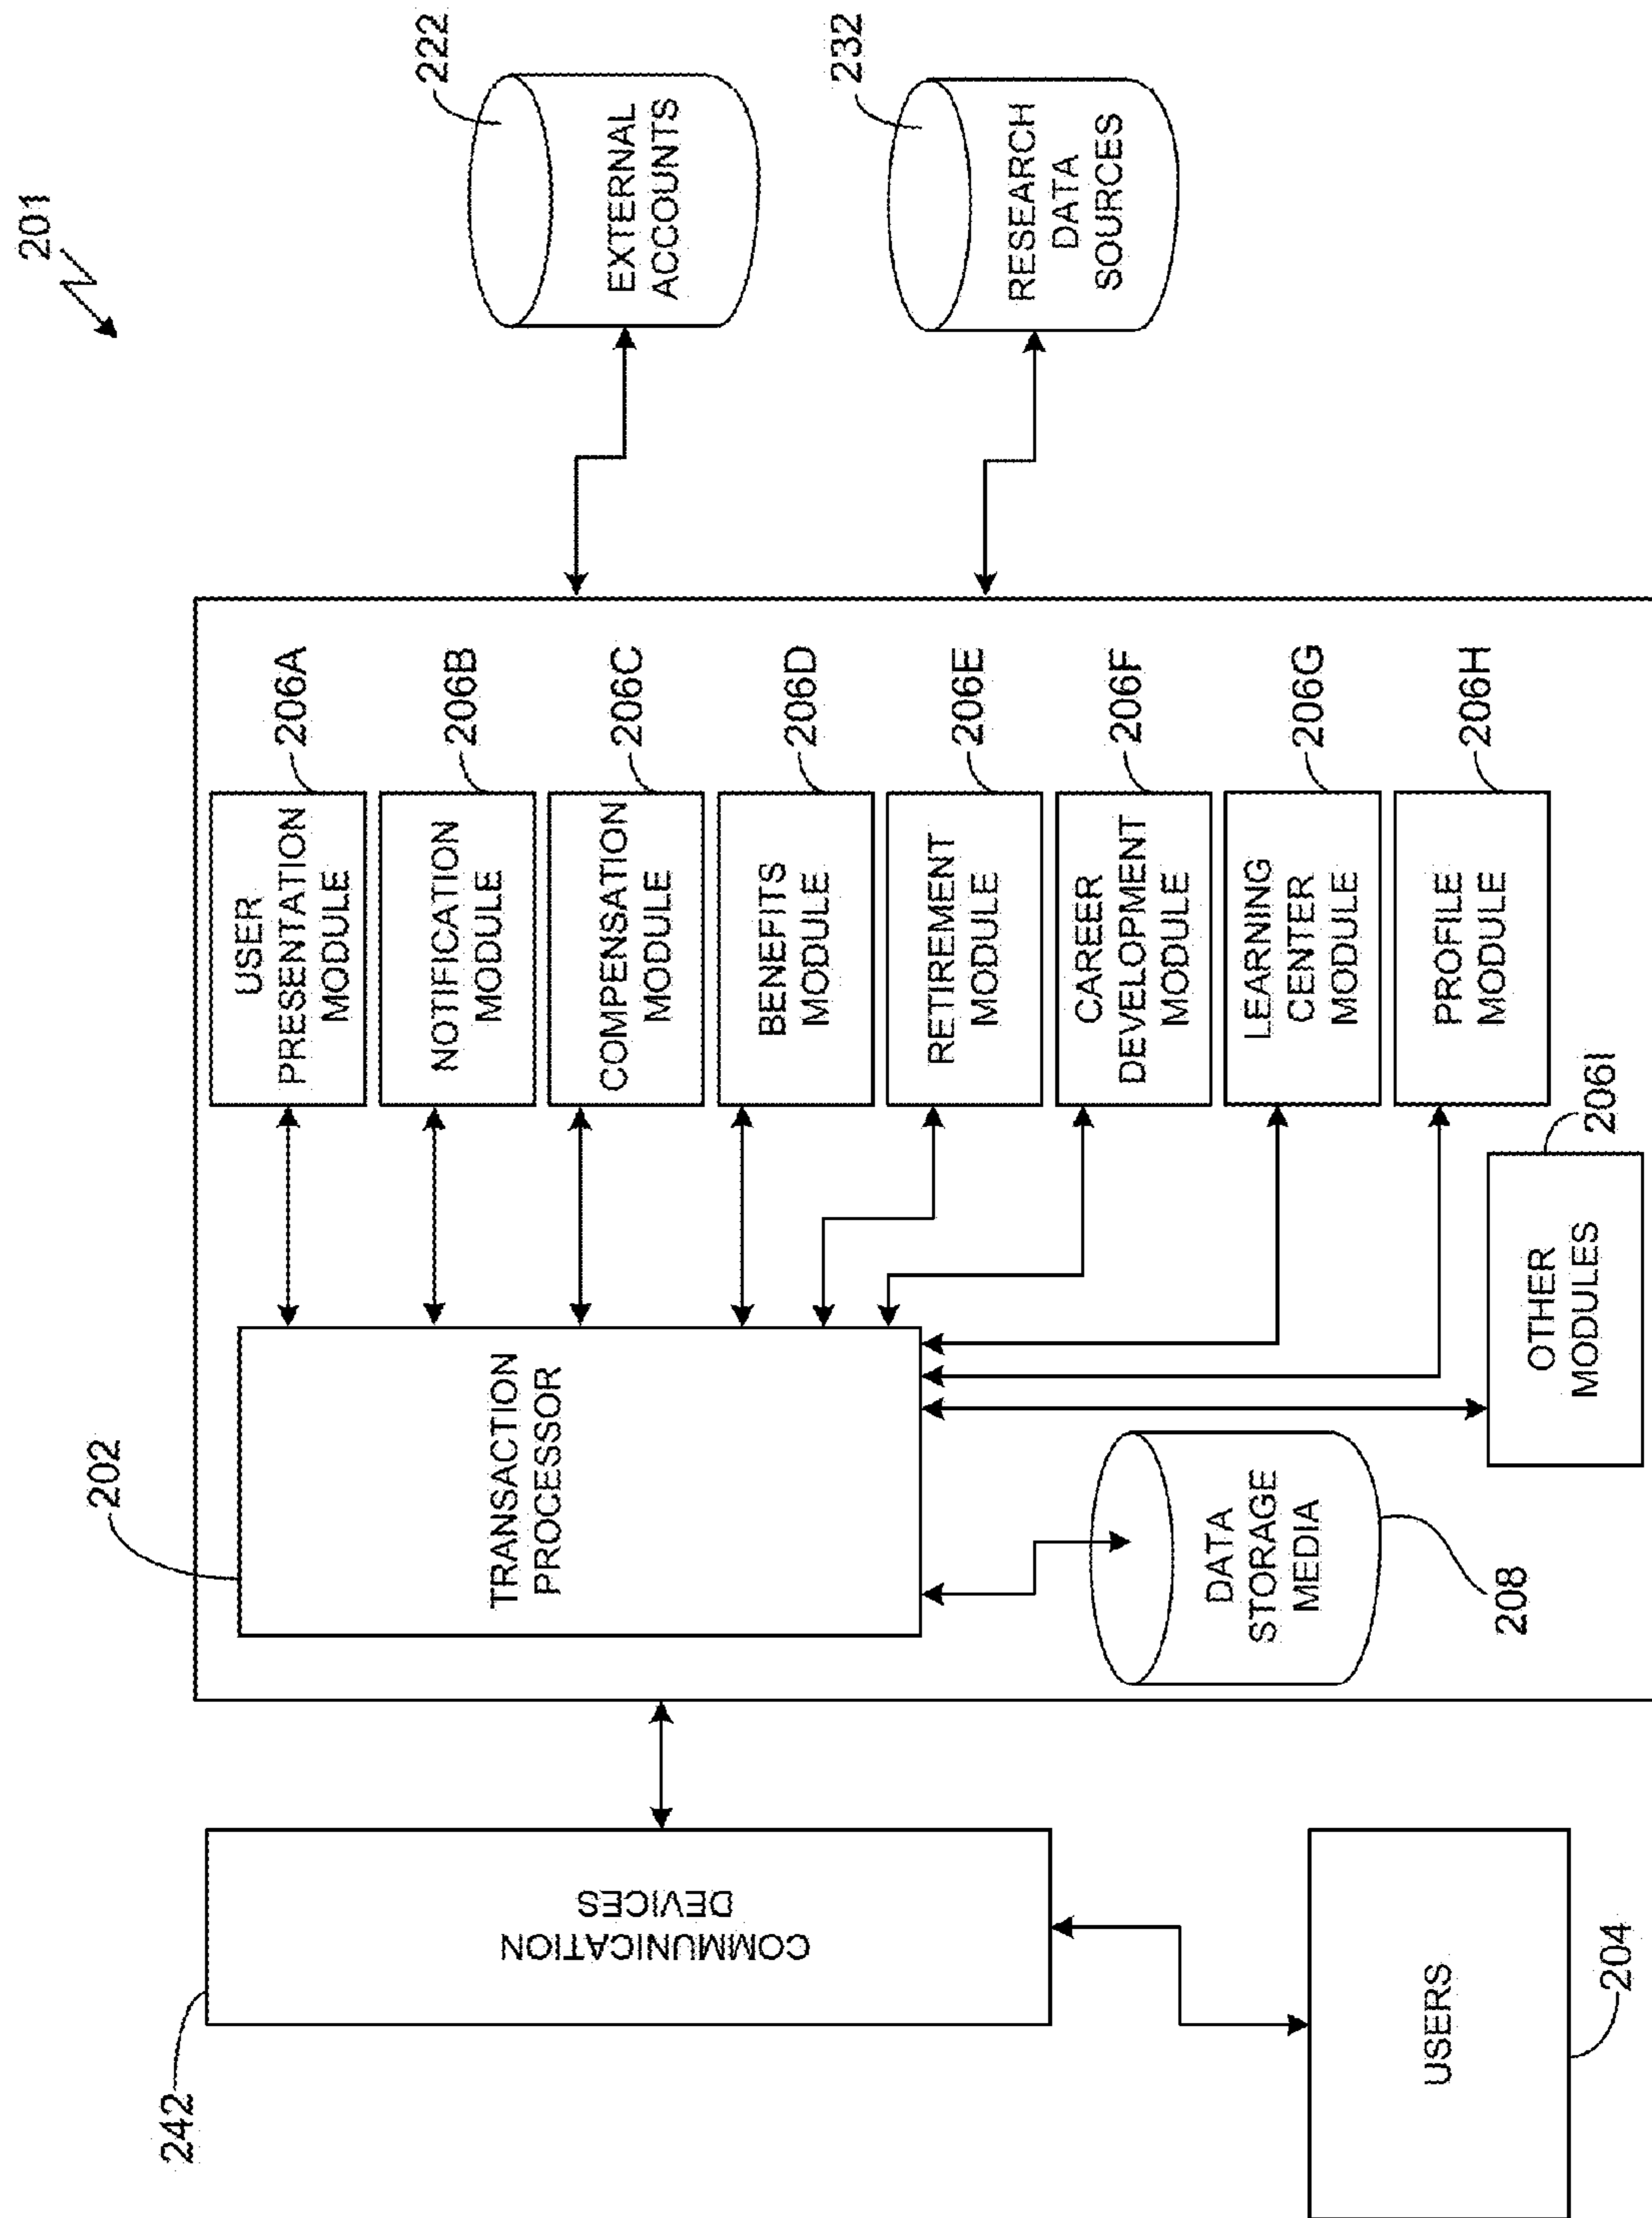 201
242
COMMUNICATION
DEVICES
USERS
204
202
TRANSACTION
PROCESSOR
DATA
STORAGE
MEDIA
208
USER
PRESENTATION
MODULE
206A
NOTIFICATION
MODULE
206B
COMPENSATION
MODULE
206C
BENEFITS
MODULE
206D
RETIREMENT
MODULE
206E
CAREER
DEVELOPMENT
MODULE
206F
LEARNING
CENTER
MODULE
206G
PROFILE
MODULE
206H
OTHER
MODULES
206I
EXTERNAL
ACCOUNTS
222
RESEARCH
DATA
SOURCES
232